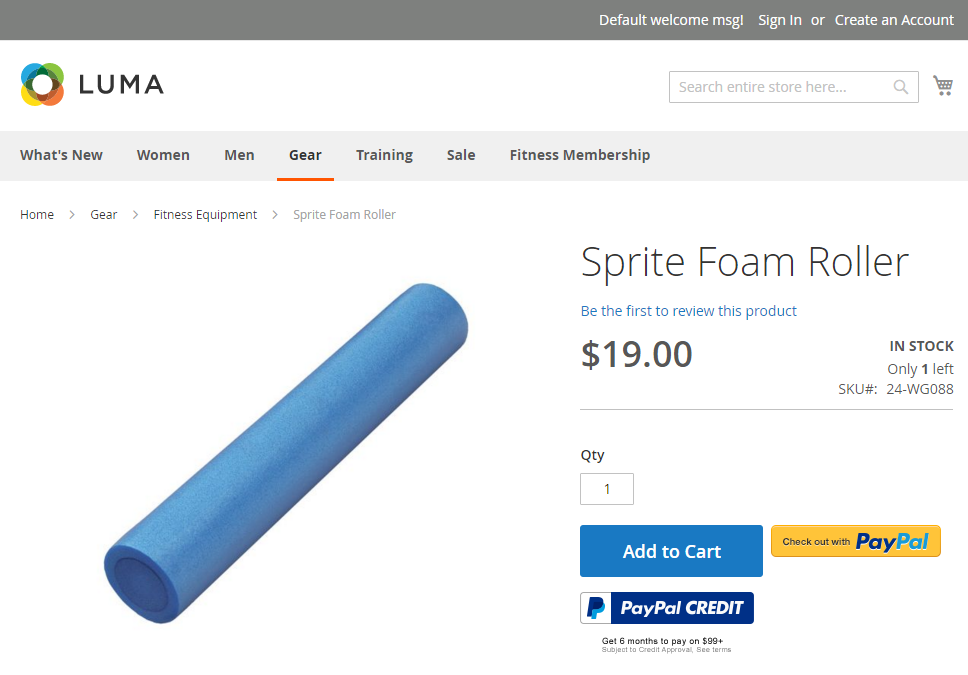 Default welcome msg! Sign In or Create an Account
LUMA
Search entire store here...
What's New Women Men Gear Training Sale Fitness Membership
Home > Gear > Fitness Equipment > Sprite Foam Roller
Sprite Foam Roller
Be the first to review this product
$19.00
IN STOCK
Only 1 left
SKU#: 24-WG088
Qty
1
Add to Cart
Check out with PayPal
PayPal CREDIT
Get 6 months to pay on $99+
Subject to Credit Approval, See terms